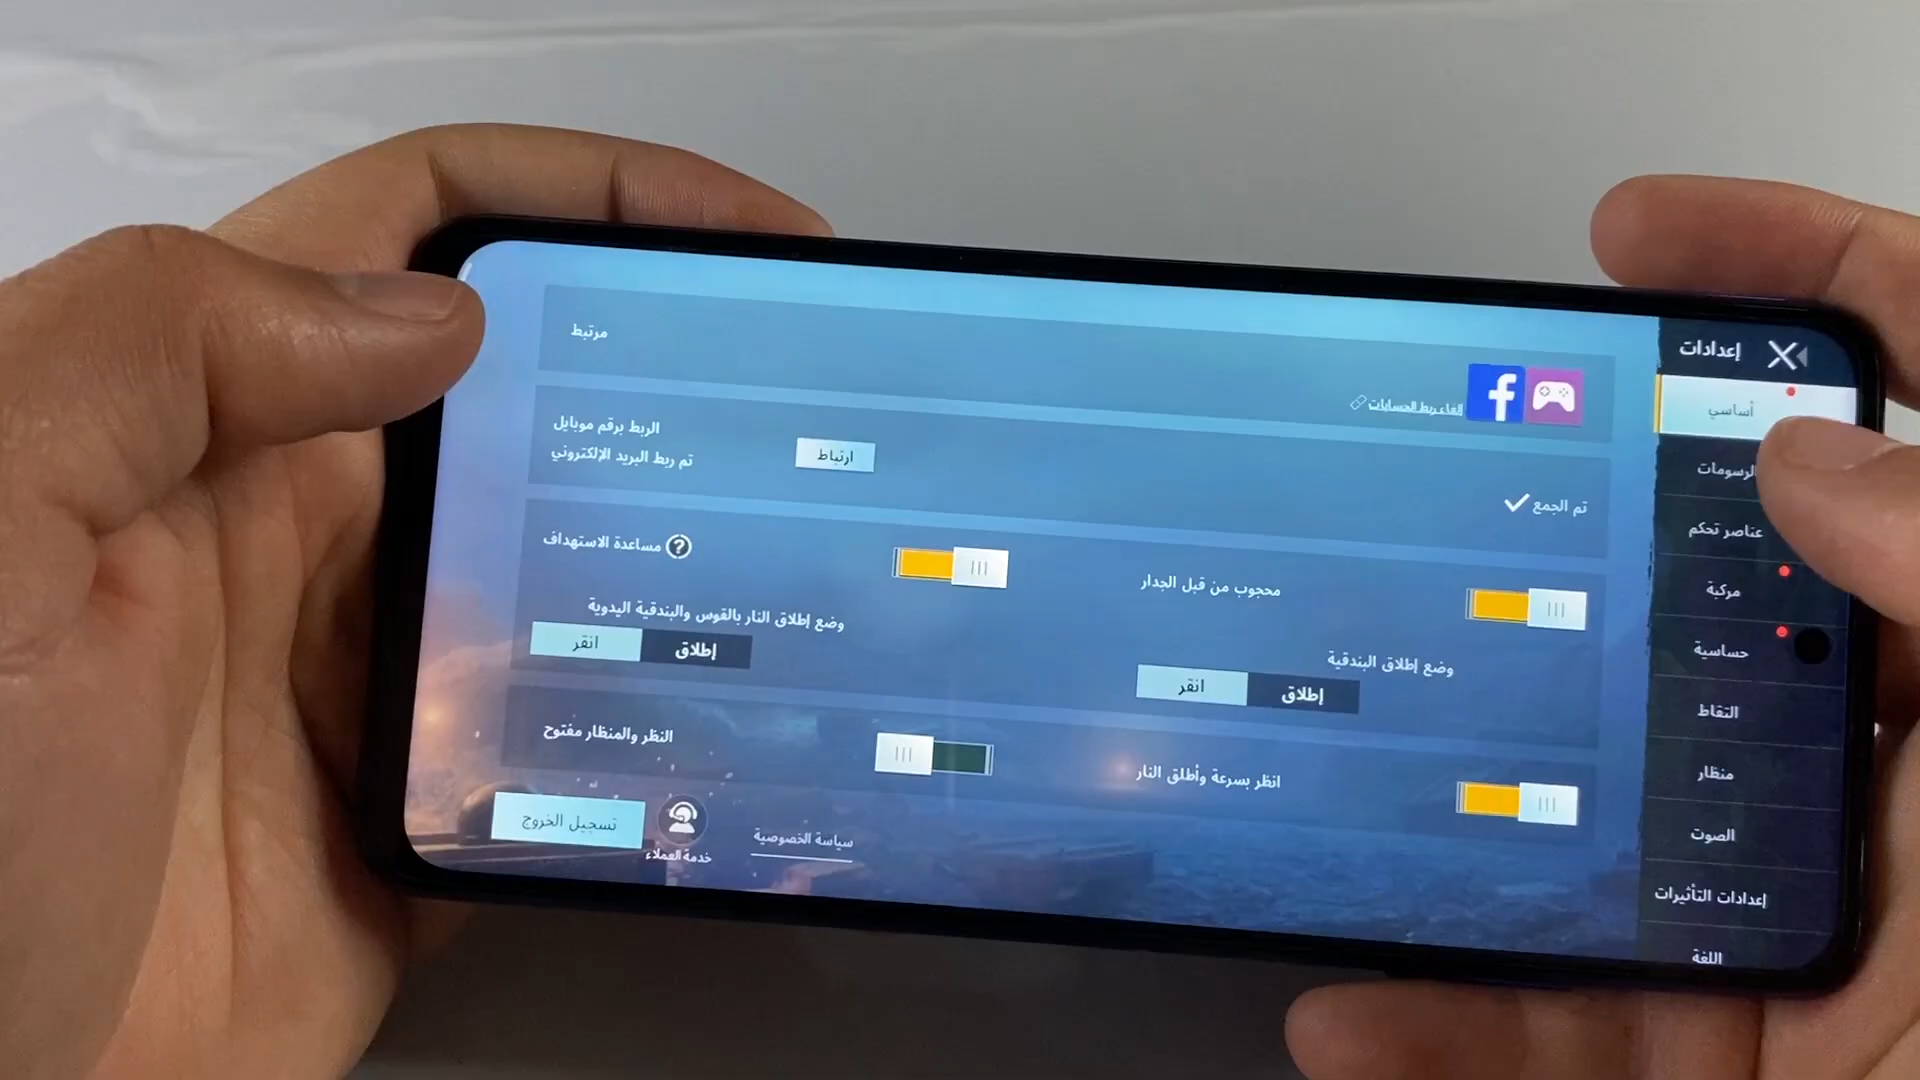 إعدادات
أساسي
الرسومات
عناصر تحكم
مركبة
حساسية
التقاط
منظار
الصوت
إعدادات التأثيرات
اللغة
مرتبط
إلغاء ربط الحسابات
الربط برقم موبايل
ارتباط
تم ربط البريد الإلكتروني
تم الجمع
مساعدة الاستهداف
محجوب من قبل الجدار
وضع إطلاق النار بالقوس والبندقية اليدوية
انقر
إطلاق
وضع إطلاق البندقية
انقر
إطلاق
النظر والمنظار مفتوح
انظر بسرعة وأطلق النار
تسجيل الخروج
خدمة العملاء
سياسة الخصوصية